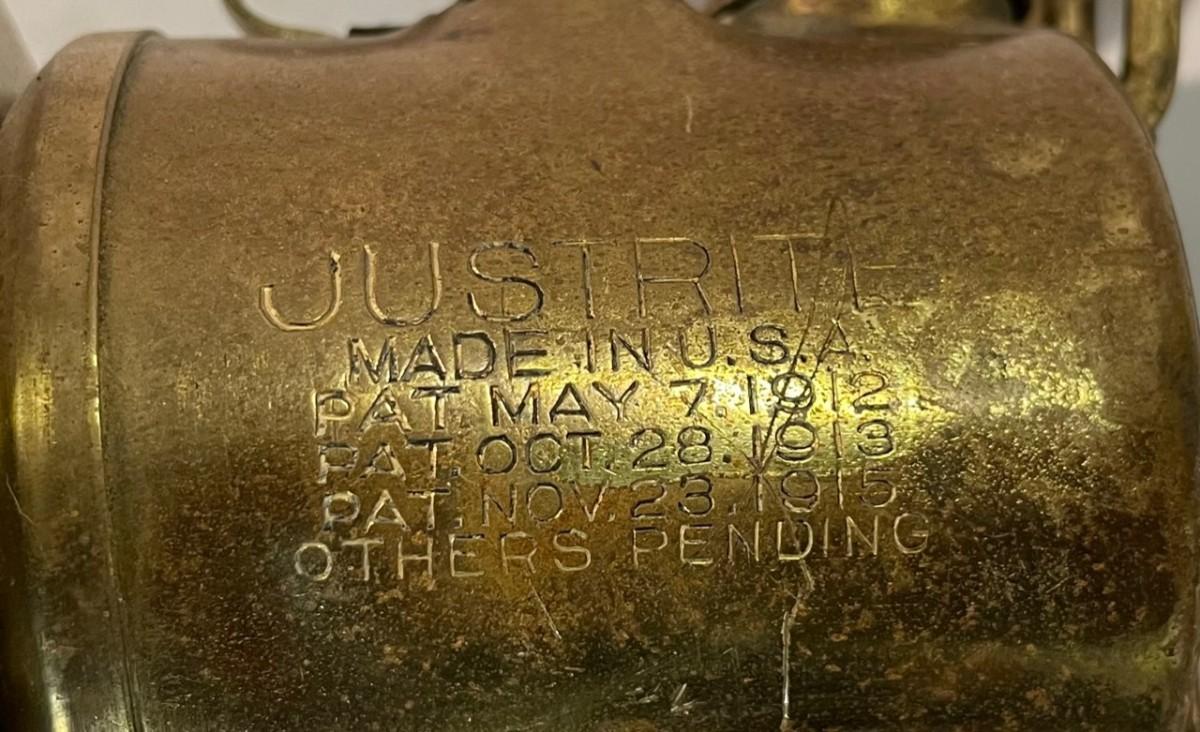 JUSTRITE
MADE IN U.S.A.
PAT. MAY 7.1912
PAT. OCT. 28.1913
PAT. NOV. 23.1915
OTHERS PENDING